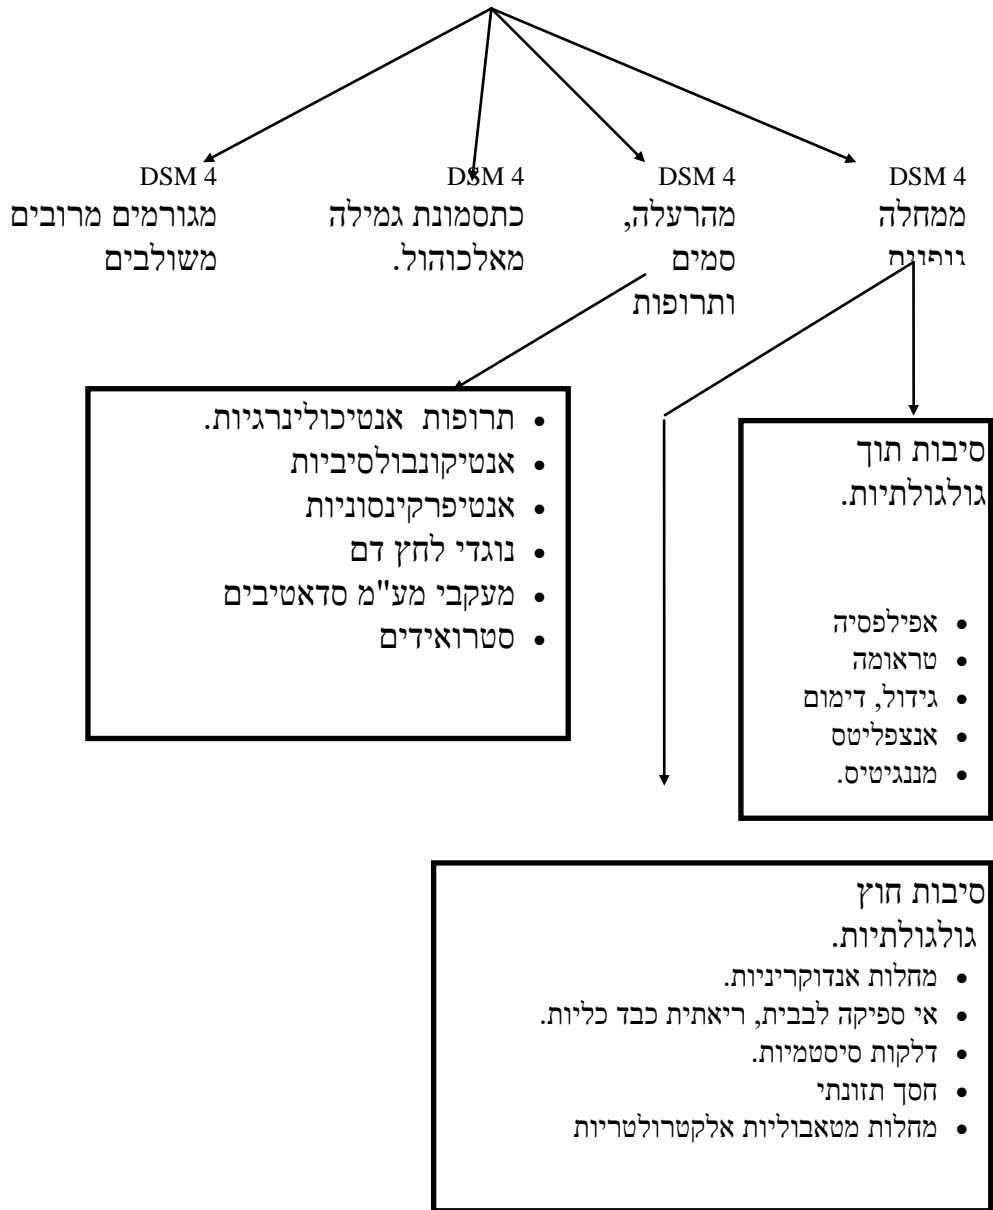 DSM 4
ממחלה
DSM 4
מהרעלה,
סמים
ותרופות
DSM 4
כתסמונת גמילה
מאלכוהול.
DSM 4
מגורמים מרובים
משולבים
סיבות תוך
גולגולתיות.
• אפילפסיה
• טראומה
• גידול, דימום
• אנצפליטס
• מננגיטיס.
• תרופות אנטיכולינרגיות.
• אנטיקונבולסיביות
• אנטיפרקינסוניות
• נוגדי לחץ דם
• מעקבי מע"מ סדאטיבים
• סטרואידים
סיבות חוץ
גולגולתיות.
• מחלות אנדוקריניות.
• אי ספיקה לבבית, ריאתית כבד כליות.
• דלקות סיסטמיות.
• חסך תזונתי
• מחלות מטאבוליות אלקטרולטריות